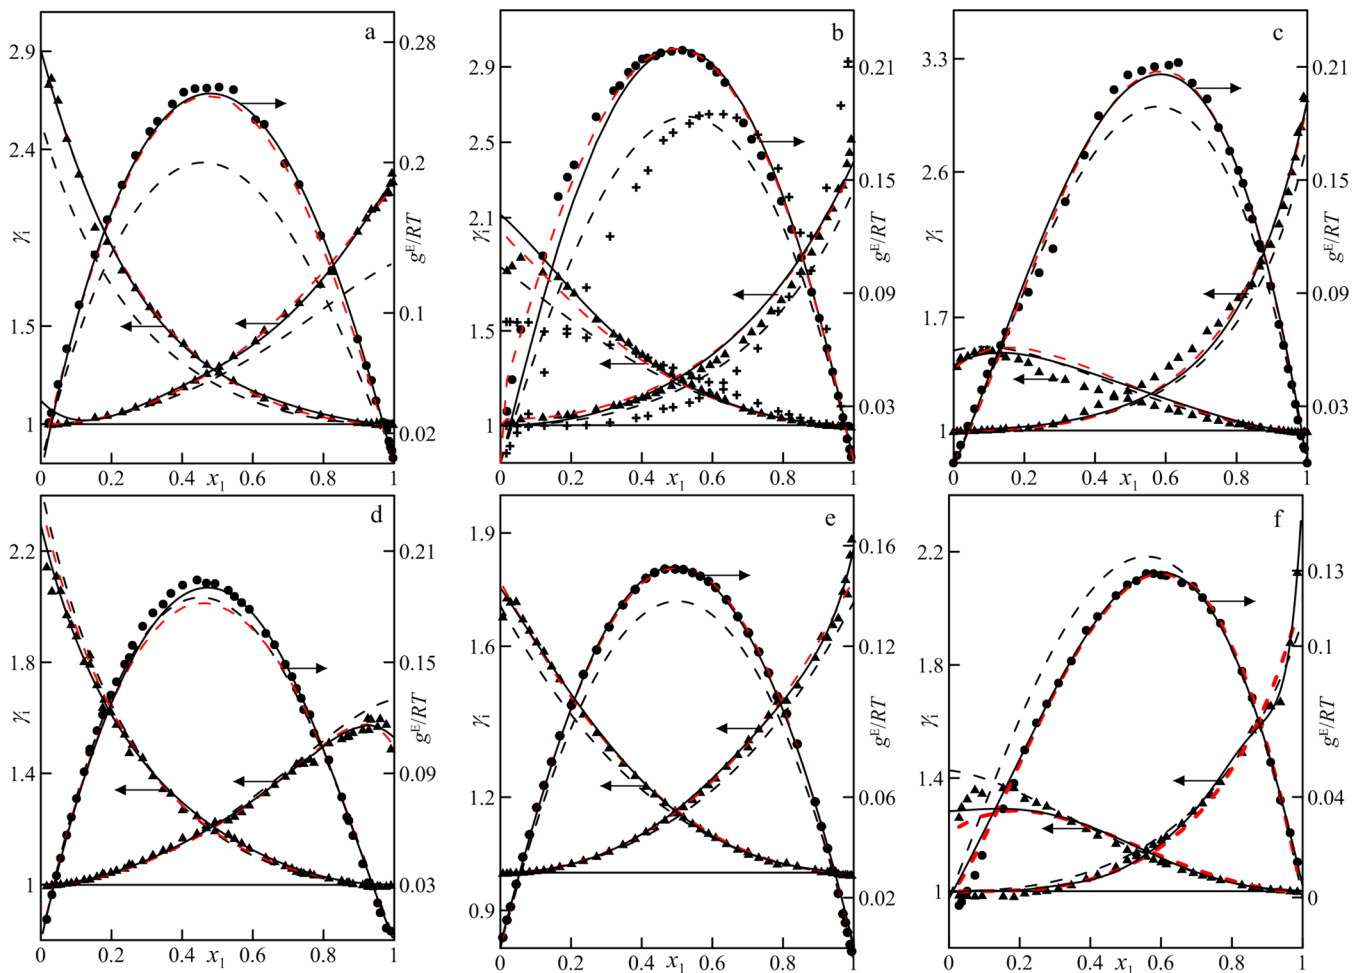 a
2.9
2.4
1.5
1
γi
0.28
0.2
0.1
0.02
gE/RT
0 0.2 0.4 x1 0.6 0.8 1
b
2.9
2.5
2.1
1.5
1
γi
0.21
0.15
0.09
0.03
gE/RT
0 0.2 0.4 x1 0.6 0.8 1
c
3.3
2.6
1.7
1
γi
0.21
0.15
0.09
0.03
gE/RT
0 0.2 0.4 x1 0.6 0.8 1
d
2.2
1.8
1.4
1
γi
0.21
0.15
0.09
0.03
gE/RT
0 0.2 0.4 x1 0.6 0.8 1
e
1.9
1.6
1.2
0.9
γi
0.16
0.12
0.06
0.02
gE/RT
0 0.2 0.4 x1 0.6 0.8 1
f
2.2
1.8
1.4
1
γi
0.13
0.1
0.04
0
gE/RT
0 0.2 0.4 x1 0.6 0.8 1